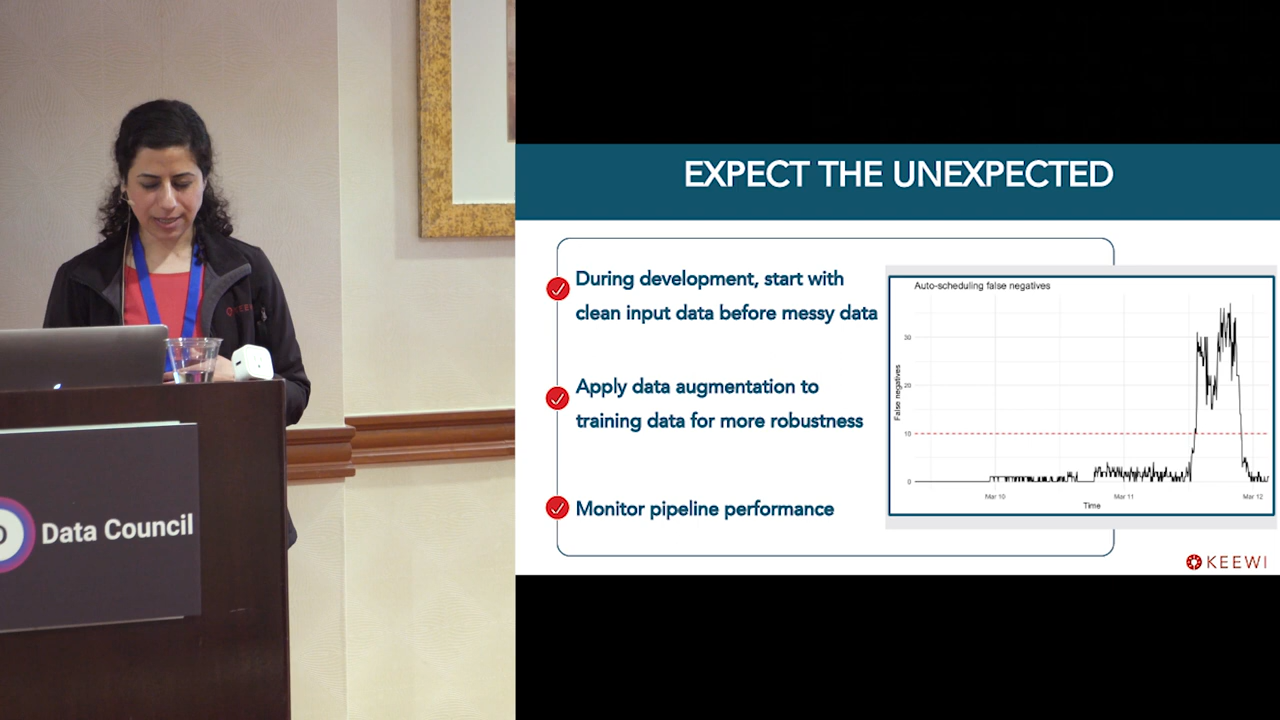 EXPECT THE UNEXPECTED
During development, start with
clean input data before messy data
Apply data augmentation to
training data for more robustness
Monitor pipeline performance
Auto-scheduling false negatives
False negatives
30
20
10
0
Mar 10
Mar 11
Mar 12
Time
KEEWI
Data Council